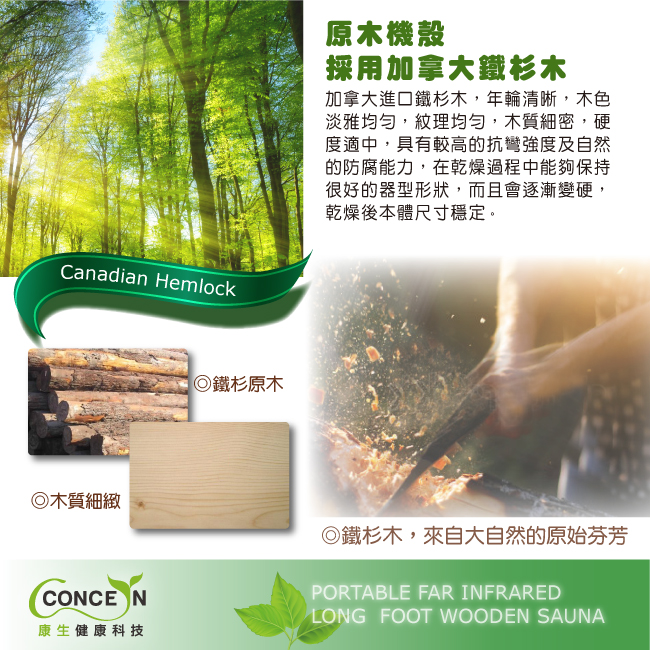 原木機殼
採用加拿大鐵杉木
加拿大進口鐵杉木，年輪清晰，木色
淡雅均勻，紋理均勻，木質細密，硬
度適中，具有較高的抗彎強度及自然
的防腐能力，在乾燥過程中能夠保持
很好的器型形狀，而且會逐漸變硬，
乾燥後本體尺寸穩定。
Canadian Hemlock
◎鐵杉原木
◎木質細緻
◎鐵杉木，來自大自然的原始芬芳
CONCERN
康生健康科技
PORTABLE FAR INFRARED
LONG FOOT WOODEN SAUNA